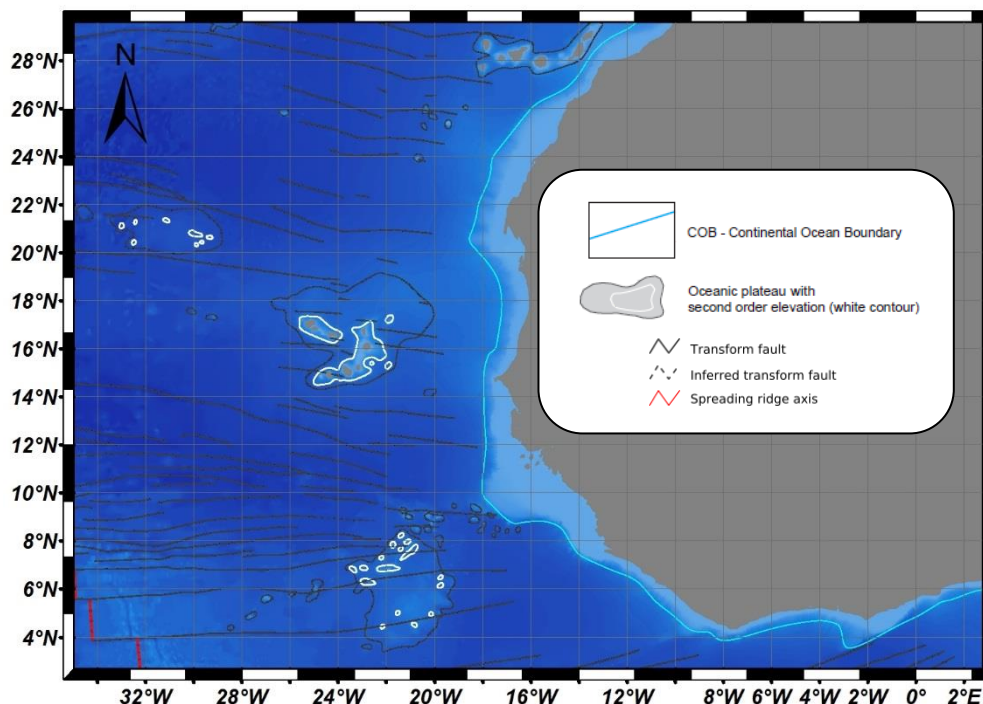 N
28°N
26°N
24°N
22°N
20°N
18°N
16°N
14°N
12°N
10°N
8°N
6°N
4°N
COB - Continental Ocean Boundary
Oceanic plateau with
second order elevation (white contour)
Transform fault
Inferred transform fault
Spreading ridge axis
32°W 28°W 24°W 20°W 16°W 12°W 8°W 4°W 2°W 0° 2°E